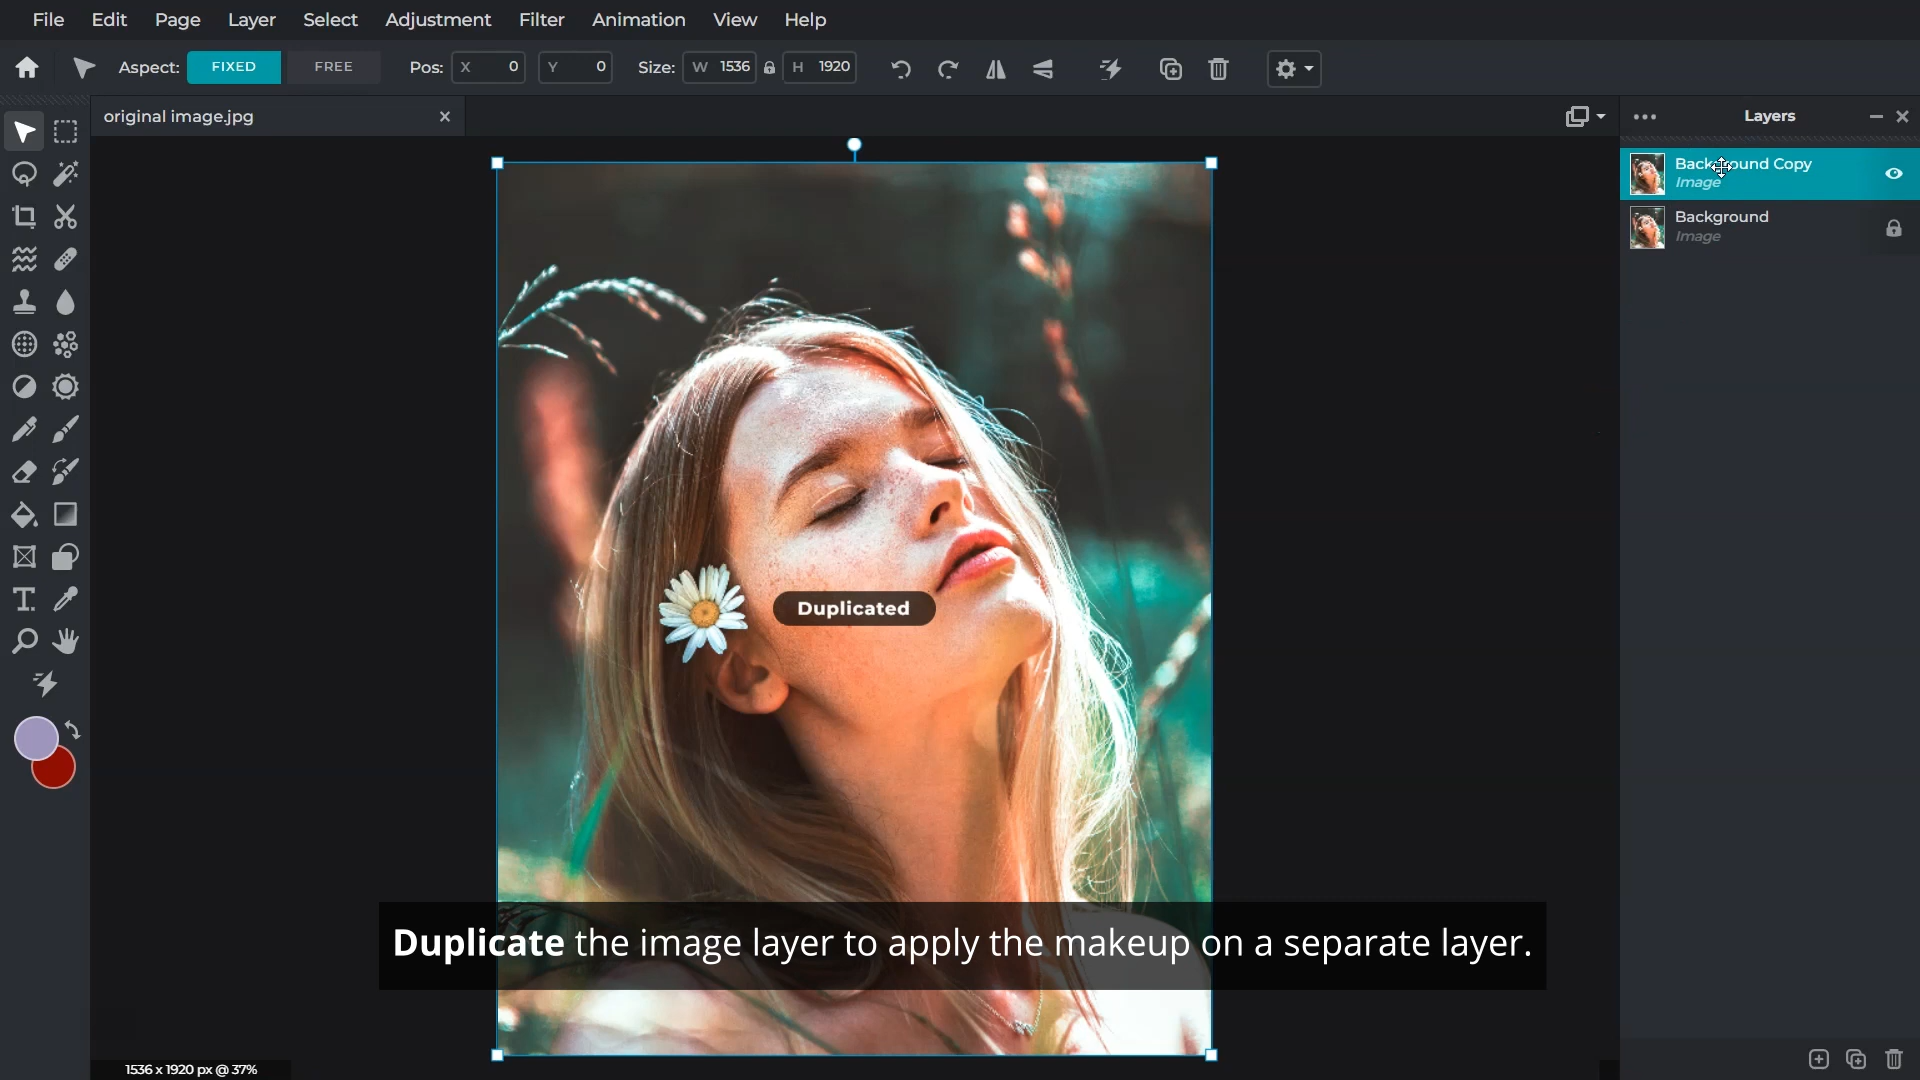 File Edit Page Layer Select Adjustment Filter Animation View Help
Aspect: FIXED FREE Pos: X 0 Y 0 Size: W 1536 H 1920
original image.jpg
Layers
Background Copy
Image
Background
Image
Duplicated
Duplicate the image layer to apply the makeup on a separate layer.
1536 x 1920 px @ 37%